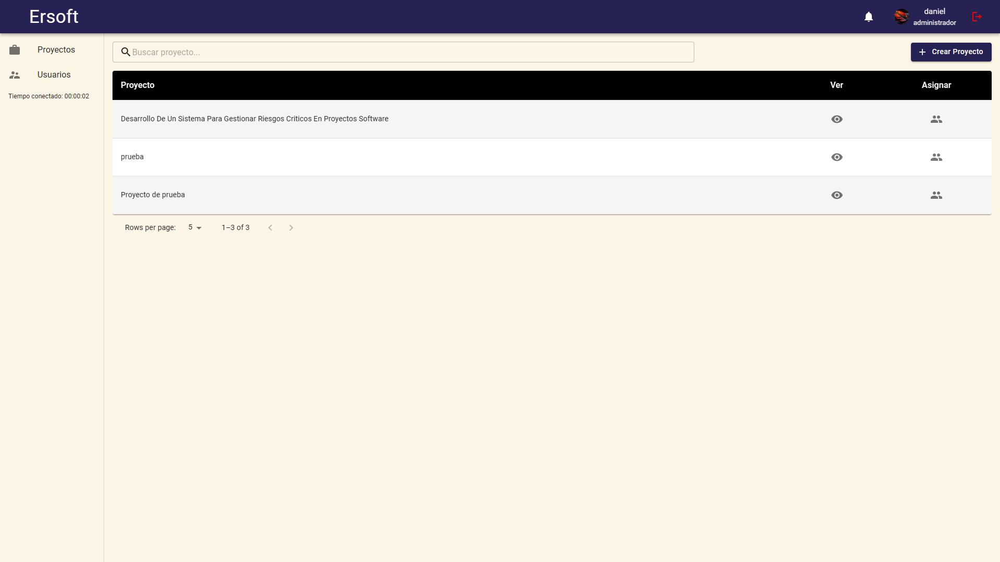 Ersoft
daniel
administrador
Proyectos
Usuarios
Tiempo conectado: 00:00:02
Buscar proyecto...
Crear Proyecto
Proyecto Ver Asignar
Desarrollo De Un Sistema Para Gestionar Riesgos Criticos En Proyectos Software
prueba
Proyecto de prueba
Rows per page: 5 1–3 of 3